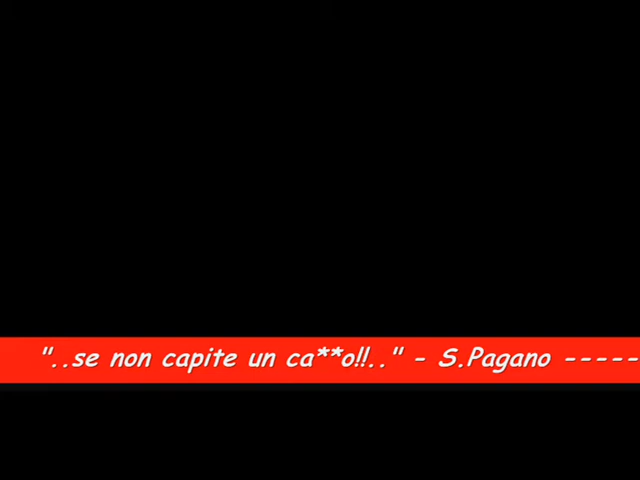 "..se non capite un ca**o!!.." - S.Pagano -----